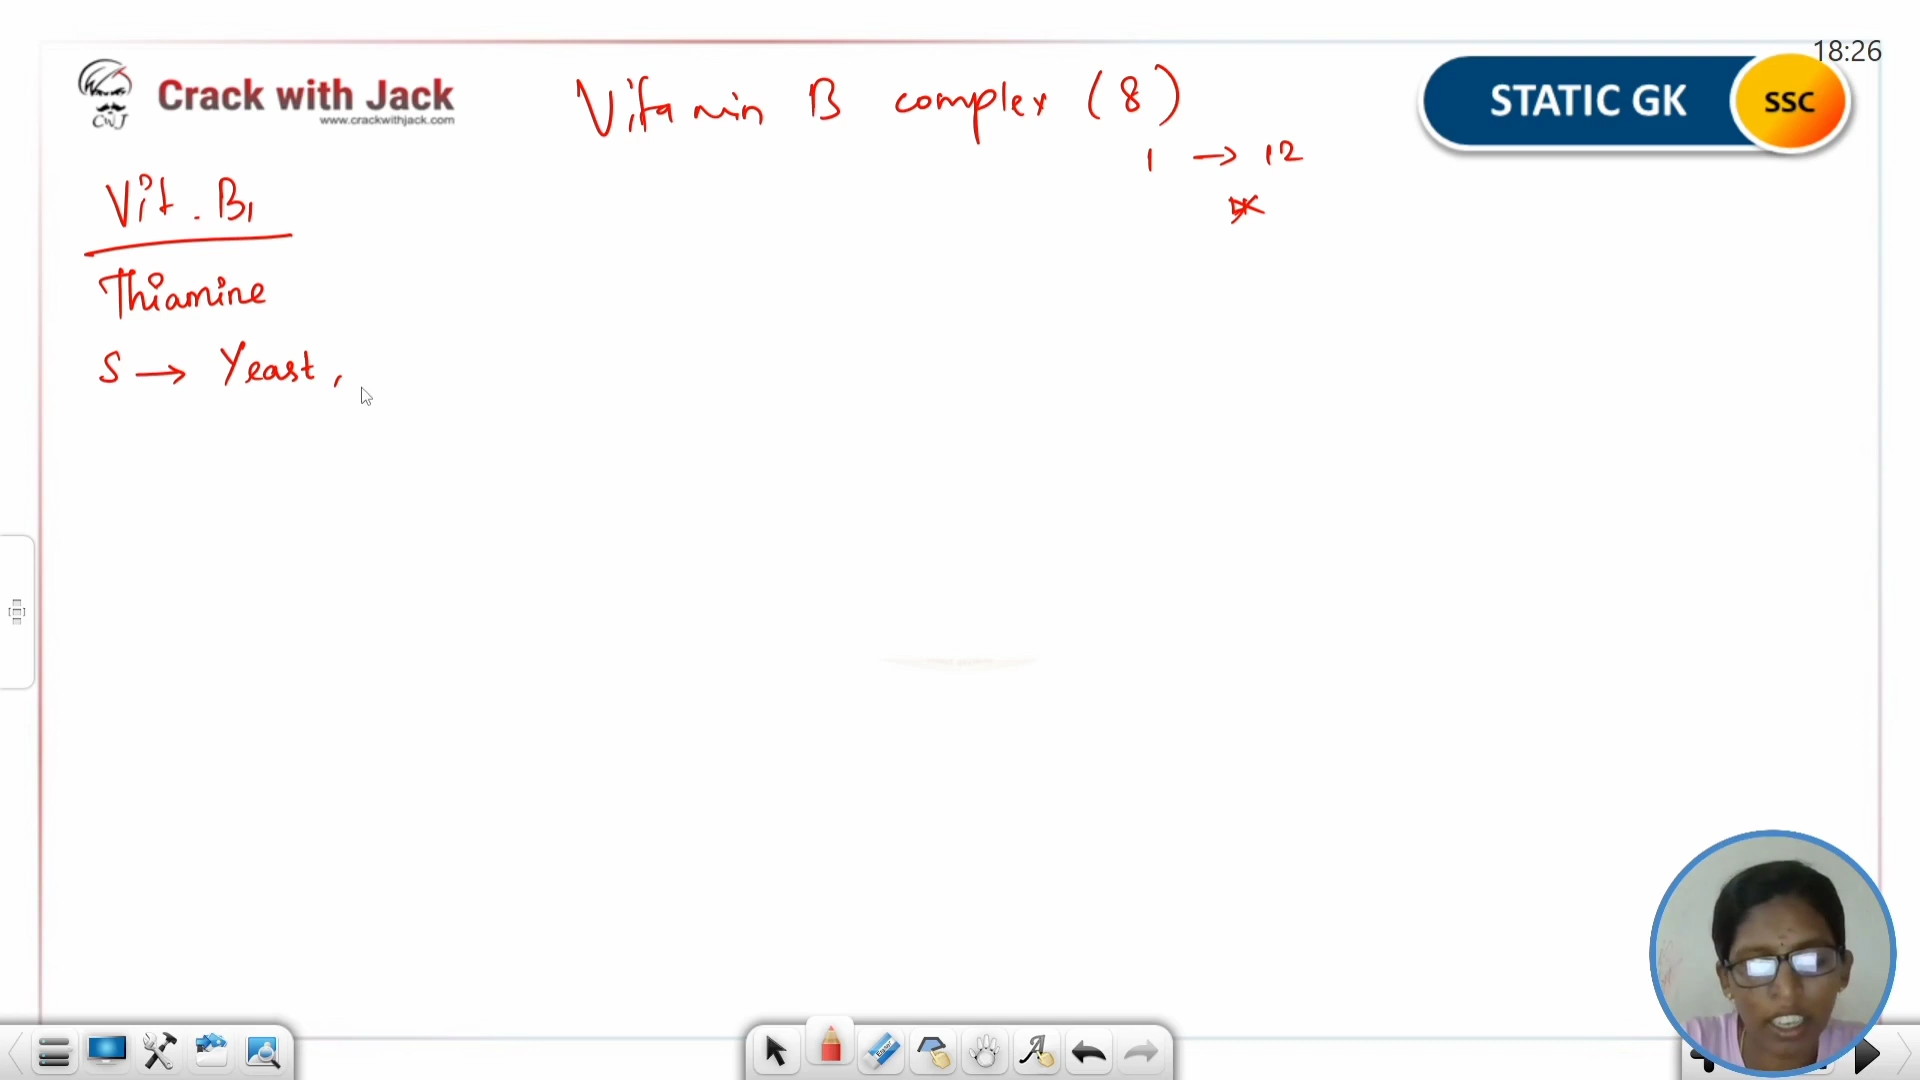 18:26
Crack with Jack
www.crackwithjack.com
CWJ
Vitamin B complex (8)
STATIC GK
SSC
1 → 12
Vit. B1
Thiamine
S → Yeast,